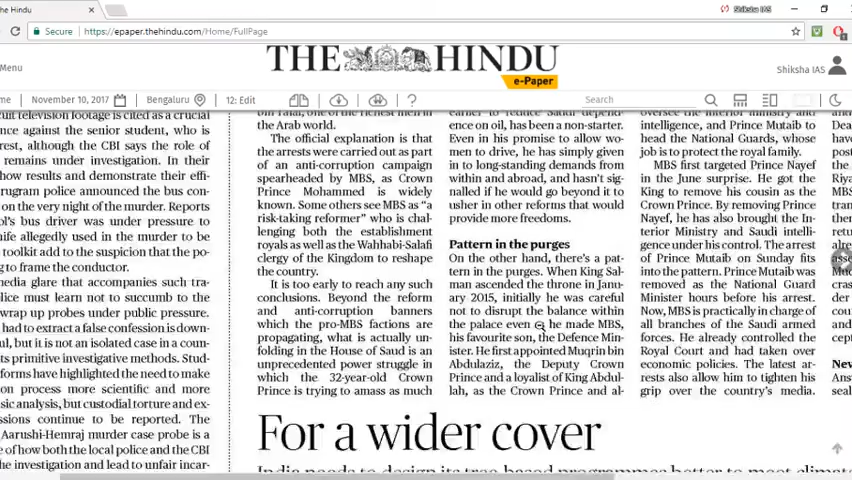 he Hindu
Shiksha IAS
Secure
https://epaper.thehindu.com/Home/FullPage
THE HINDU
e-Paper
Menu
Shiksha IAS
me
November 10, 2017
Bengaluru
12: Edit
Search
cuit television footage is cited as a crucial
nce against the senior student, who is
rest, although the CBI says the role of
remains under investigation. In their
how results and demonstrate their effi-
rugram police announced the bus con-
on the very night of the murder. Reports
ol's bus driver was under pressure to
nife allegedly used in the murder to be
toolkit add to the suspicion that the po-
g to frame the conductor.
media glare that accompanies such tra-
olice must learn not to succumb to the
wrap up probes under public pressure.
had to extract a false confession is down-
ful, but it is not an isolated case in a coun-
ts primitive investigative methods. Stud-
forms have highlighted the need to make
on process more scientific and more
sic analysis, but custodial torture and ex-
ssions continue to be reported. The
Aarushi-Hemraj murder case probe is a
e of how both the local police and the CBI
he investigation and lead to unfair incar-
bin Talal, one of the richest men in
the Arab world.
The official explanation is that
the arrests were carried out as part
of an anti-corruption campaign
spearheaded by MBS, as Crown
Prince Mohammed is widely
known. Some others see MBS as “a
risk-taking reformer” who is chal-
lenging both the establishment
royals as well as the Wahhabi-Salafi
clergy of the Kingdom to reshape
the country.
It is too early to reach any such
conclusions. Beyond the reform
and anti-corruption banners
which the pro-MBS factions are
propagating, what is actually un-
folding in the House of Saud is an
unprecedented power struggle in
which the 32-year-old Crown
Prince is trying to amass as much
earlier to reduce Saudi depend-
ence on oil, has been a non-starter.
Even in his promise to allow wo-
men to drive, he has simply given
in to long-standing demands from
within and abroad, and hasn't sig-
nalled if he would go beyond it to
usher in other reforms that would
provide more freedoms.
Pattern in the purges
On the other hand, there's a pat-
tern in the purges. When King Sal-
man ascended the throne in Janu-
ary 2015, initially he was careful
not to disrupt the balance within
the palace even he made MBS,
his favourite son, the Defence Min-
ister. He first appointed Muqrin bin
Abdulaziz, the Deputy Crown
Prince and a loyalist of King Abdul-
lah, as the Crown Prince and al-
oversee the interior ministry and
intelligence, and Prince Mutaib to
head the National Guards, whose
job is to protect the royal family.
MBS first targeted Prince Nayef
in the June surprise. He got the
King to remove his cousin as the
Crown Prince. By removing Prince
Nayef, he has also brought the In-
terior Ministry and Saudi intelli-
gence under his control. The arrest
of Prince Mutaib on Sunday fits
into the pattern. Prince Mutaib was
removed as the National Guard
Minister hours before his arrest.
Now, MBS is practically in charge of
all branches of the Saudi armed
forces. He already controlled the
Royal Court and had taken over
economic policies. The latest ar-
rests also allow him to tighten his
grip over the country's media.
For a wider cover
India needs to design its tree-based programmes better to meet climate